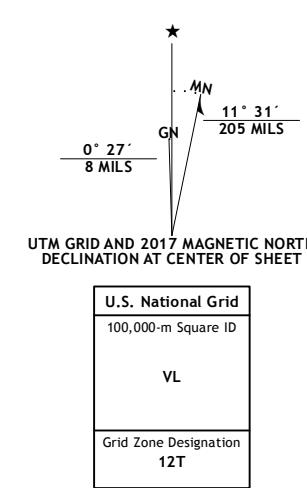 ★
MN
11° 31´
205 MILS
GN
0° 27´
8 MILS
UTM GRID AND 2017 MAGNETIC NORTH
DECLINATION AT CENTER OF SHEET
U.S. National Grid
100,000-m Square ID
VL
Grid Zone Designation
12T